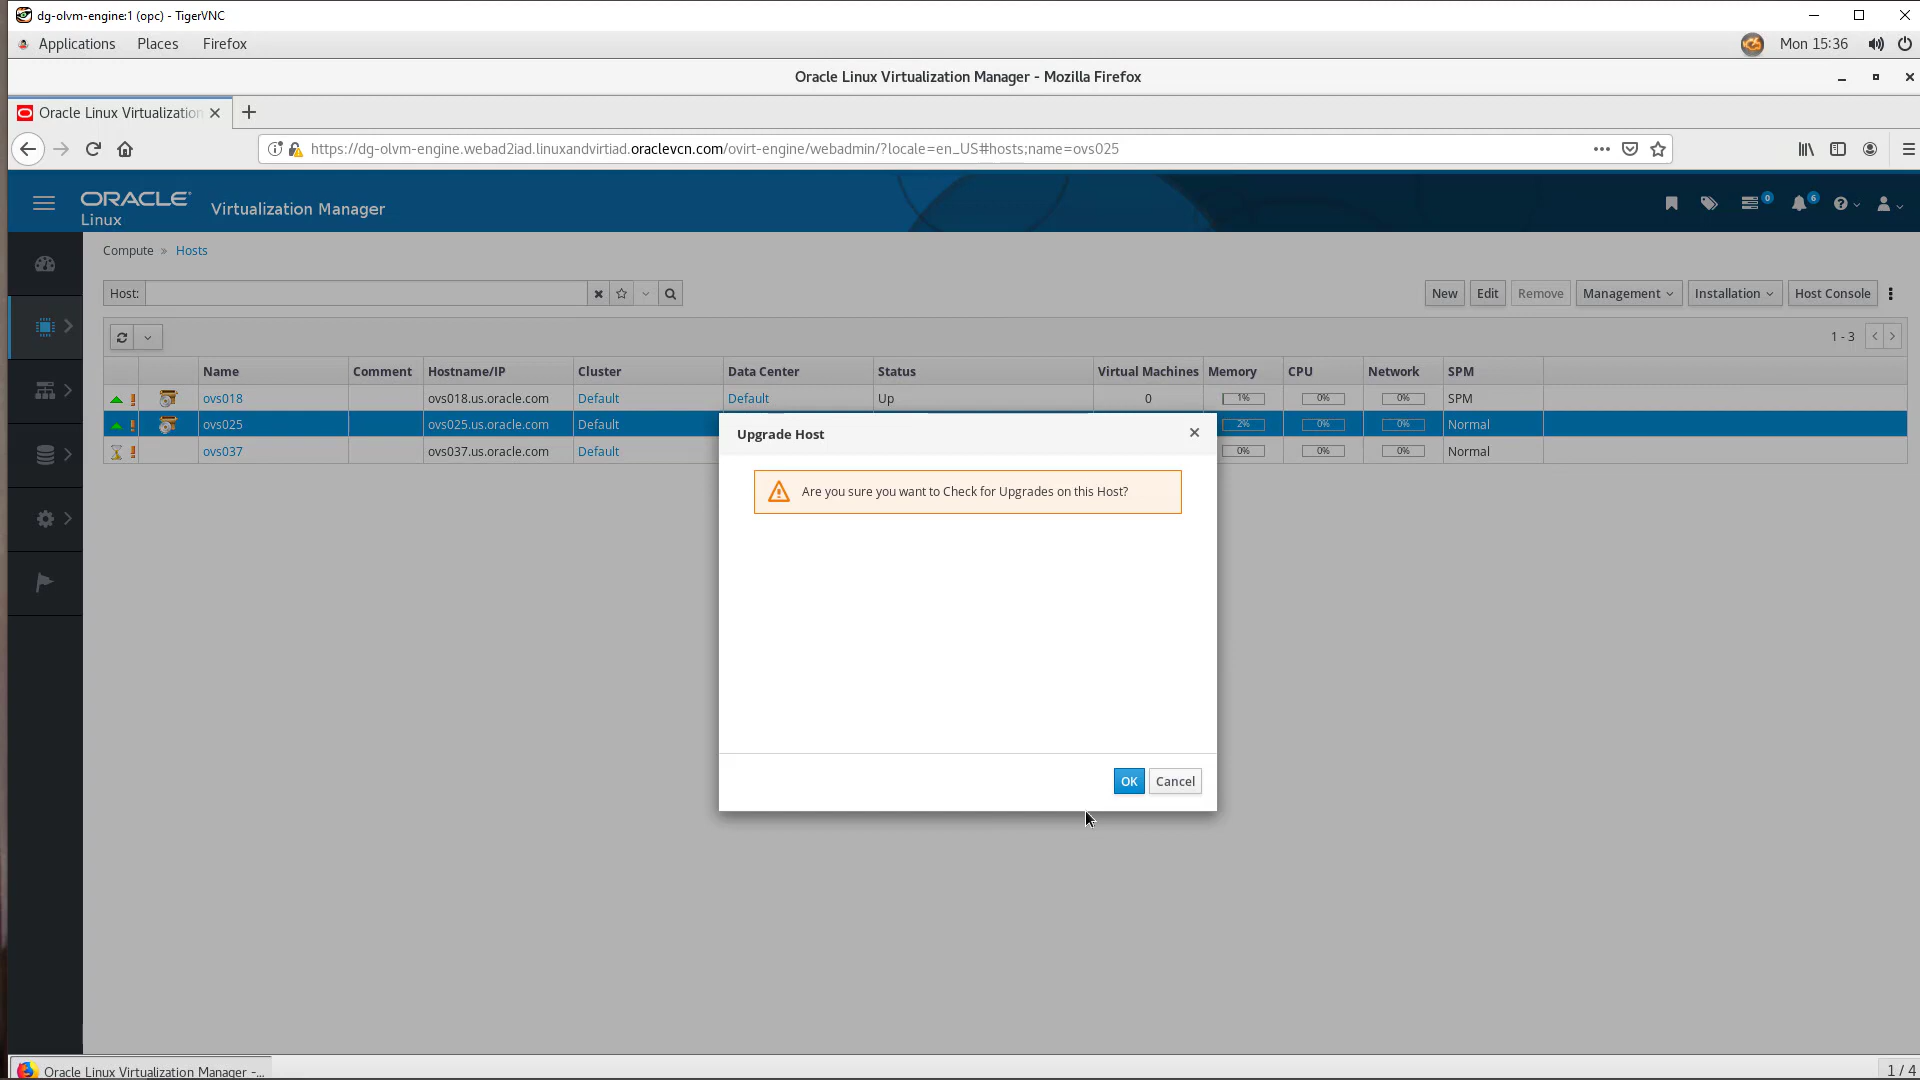 dg-olvm-engine:1 (opc) - TigerVNC
Applications Places Firefox Mon 15:36
Oracle Linux Virtualization Manager - Mozilla Firefox
Oracle Linux Virtualization
https://dg-olvm-engine.webad2iad.linuxandvirtiad.oraclevcn.com/ovirt-engine/webadmin/?locale=en_US#hosts;name=ovs025
ORACLE Linux Virtualization Manager 0 6
Compute » Hosts
Host: New Edit Remove Management Installation Host Console
1 - 3
Name Comment Hostname/IP Cluster Data Center Status Virtual Machines Memory CPU Network SPM
ovs018 ovs018.us.oracle.com Default Default Up 0 1% 0% 0% SPM
ovs025 ovs025.us.oracle.com Default 2% 0% 0% Normal
ovs037 ovs037.us.oracle.com Default 0% 0% 0% Normal
Upgrade Host
Are you sure you want to Check for Upgrades on this Host?
OK Cancel
Oracle Linux Virtualization Manager -... 1 / 4